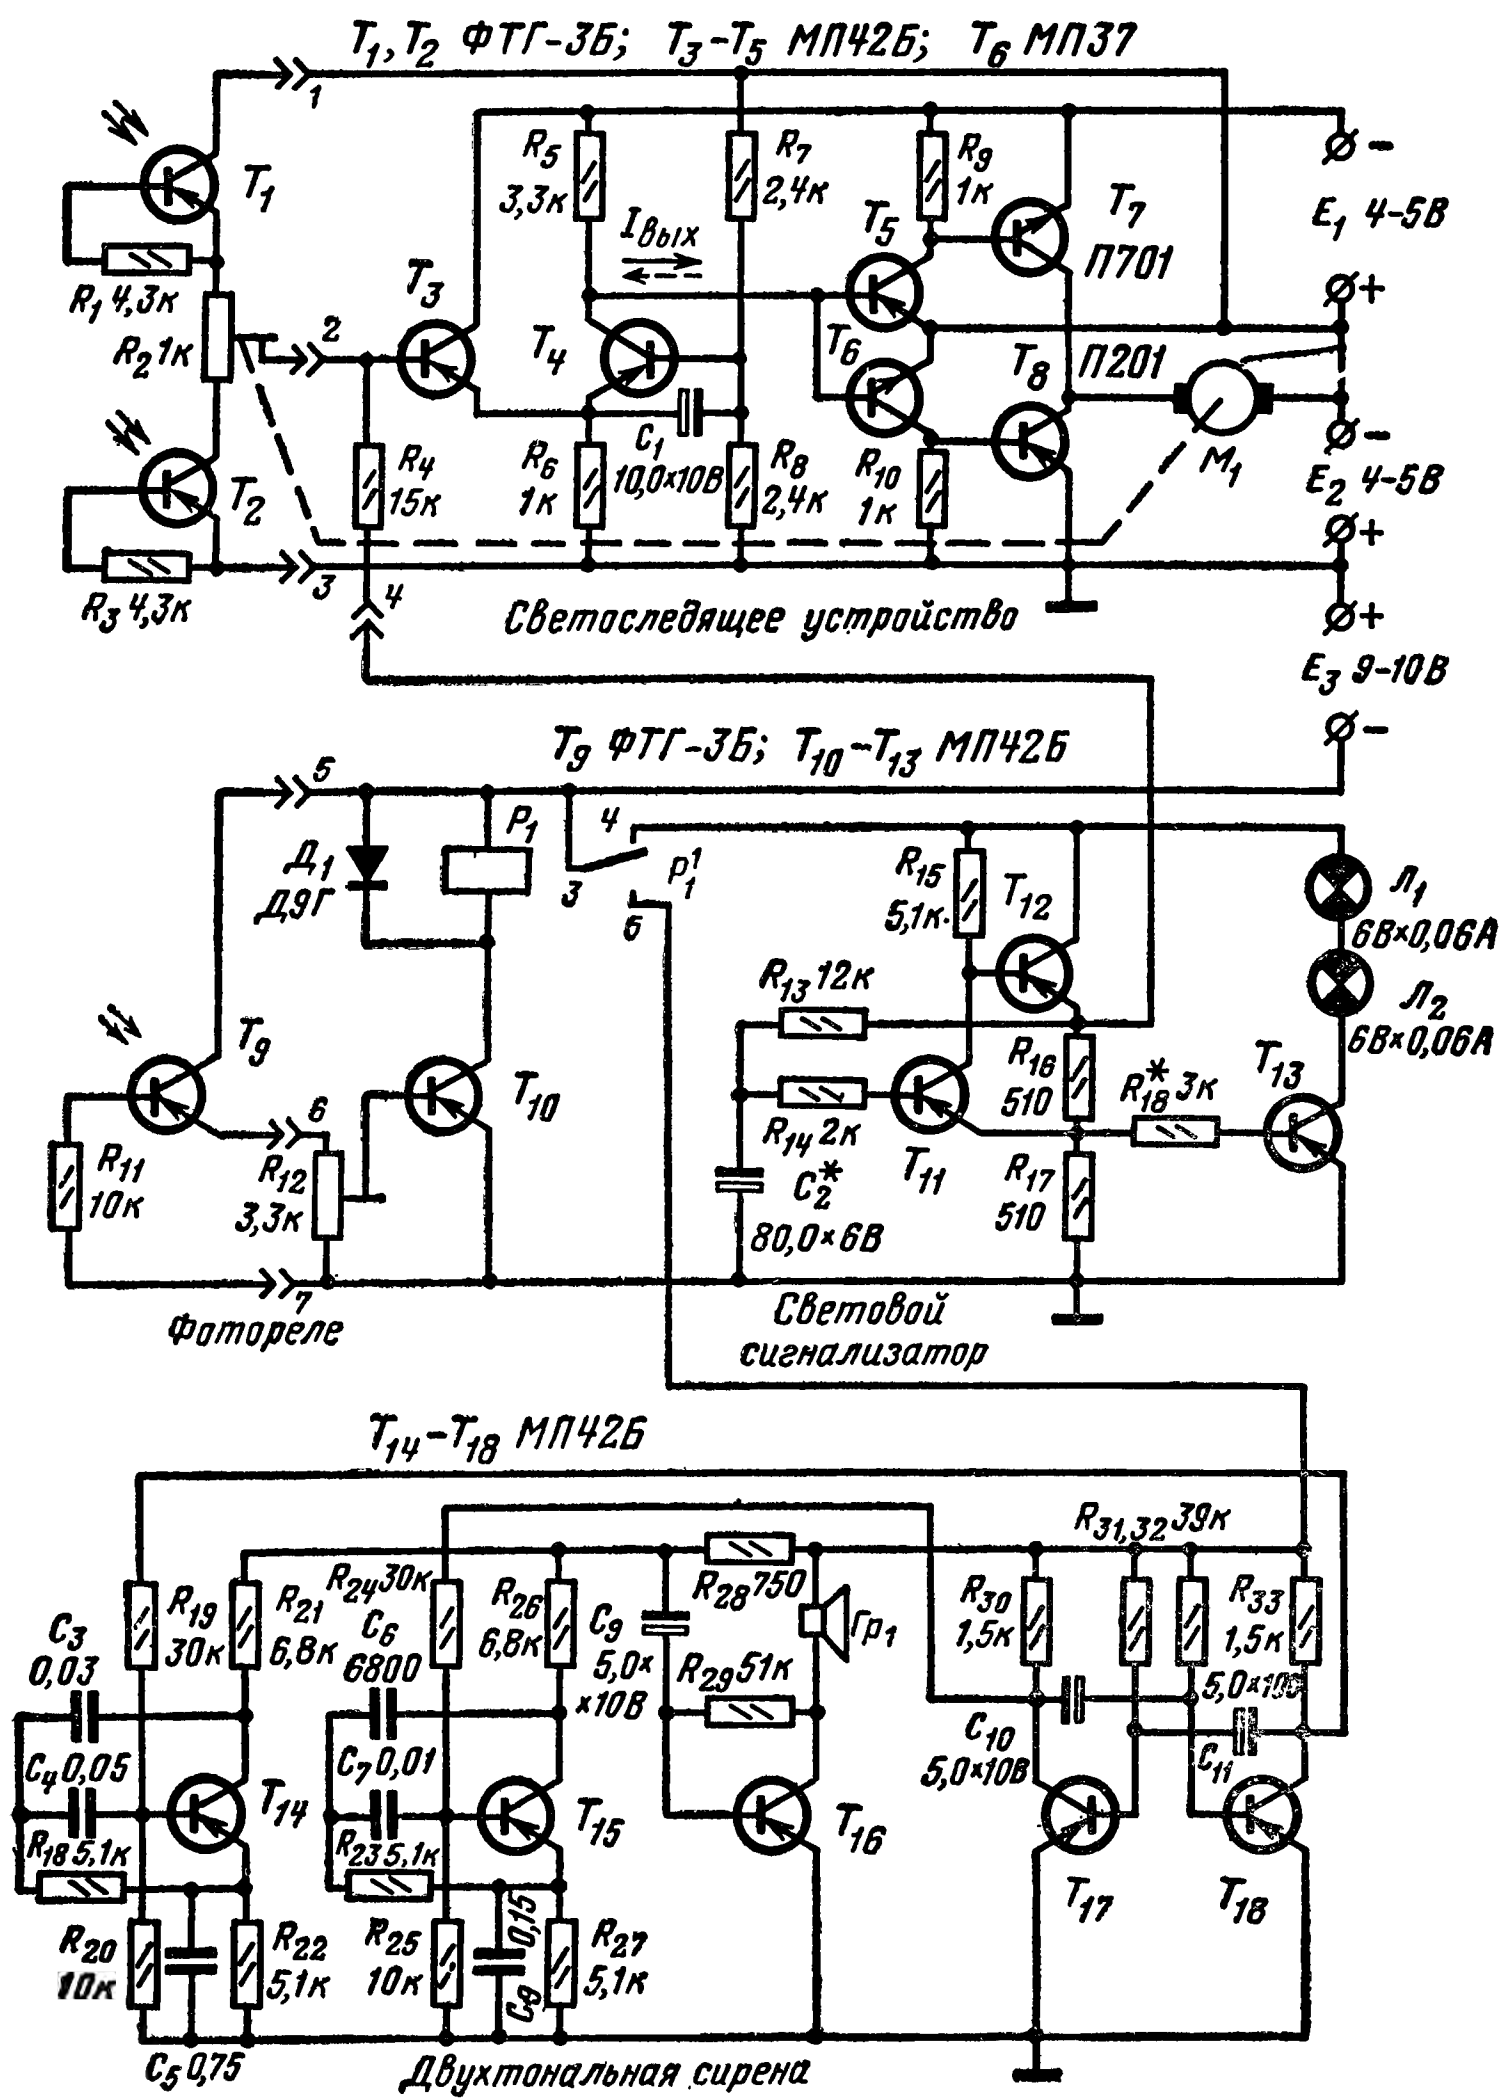 T1, T2 ФТГ-3Б; T3-T5 МП42Б; T6 МП37
1
T1
R1 4,3к
R2 1к
2
T2
R3 4,3к
3
T3
R4
15к
4
R5
3,3к
Iвых
T4
R6
1к
C1
10,0×10В
R7
2,4к
R8
2,4к
T5
T6
R9
1к
R10
1к
T7
П701
T8 П201
M1
-
E1 4-5В
+
-
E2 4-5В
+
+
E3 9-10В
-
Светоследящее устройство
T9 ФТГ-3Б; T10-T13 МП42Б
5
Д1
Д9Г
P1
4
3
5
P1 1
T9
6
R11
10к
R12
3,3к
T10
7
Фотореле
R15
5,1к.
T12
R13 12к
R14 2к
C2*
80,0×6В
T11
R16
510
R17
510
R18* 3к
T13
Л1
6В×0,06А
Л2
6В×0,06А
Световой
сигнализатор
T14-T18 МП42Б
C3
0,03
R19
30к
R21
6,8к
C4 0,05
T14
R18 5,1к
R20
10к
R22
5,1к
C5 0,75
R24 30к
C6
6800
R26
6,8к
C7 0,01
T15
R23 5,1к
R25
10к
0,15
R27
5,1к
C9
5,0×
×10В
R28 750
Гр1
R29 51к
T16
R30
1,5к
R31,32 39к
R33
1,5к
C10
5,0×10В
C11
T17
T18
Двухтональная сирена